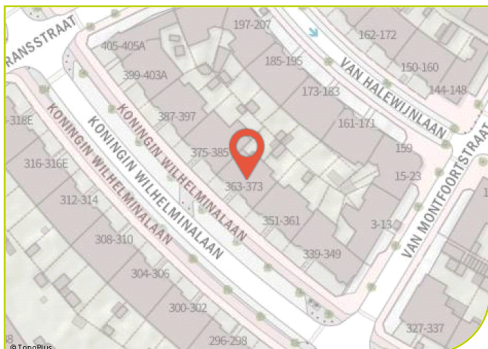 RANSSTRAAT
405-405A
399-403A
387-397
375-385
363-373
351-361
339-349
197-207
185-195
173-183
161-171
159
15-23
3-13
162-172
150-160
144-148
VAN HALEWIJNLAAN
VAN MONTFOORTSTRAAT
KONINGIN WILHELMINALAAN
KONINGIN WILHELMINALAAN
KONINGIN WILHELMINALAAN
-318E
316-316E
312-314
308-310
304-306
300-302
296-298
327-337
© TopoPlus